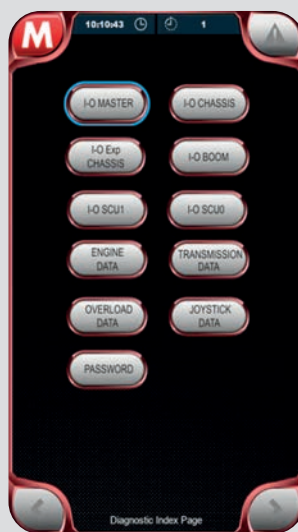 M
10:10:43 1
I-O MASTER I-O CHASSIS
I-O Exp
CHASSIS
I-O BOOM
I-O SCU1 I-O SCU0
ENGINE
DATA
TRANSMISSION
DATA
OVERLOAD
DATA
JOYSTICK
DATA
PASSWORD
Diagnostic Index Page